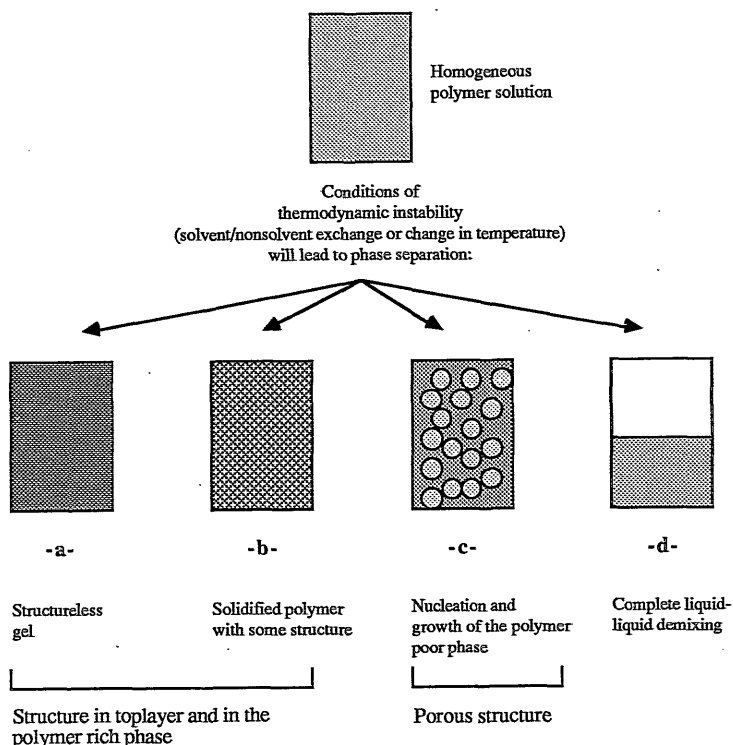 Homogeneous
polymer solution
Conditions of
thermodynamic instability
(solvent/nonsolvent exchange or change in temperature)
will lead to phase separation:
-a-
-b-
-c-
-d-
Structureless
gel
Solidified polymer
with some structure
Nucleation and
growth of the polymer
poor phase
Complete liquid-
liquid demixing
Structure in toplayer and in the
polymer rich phase
Porous structure